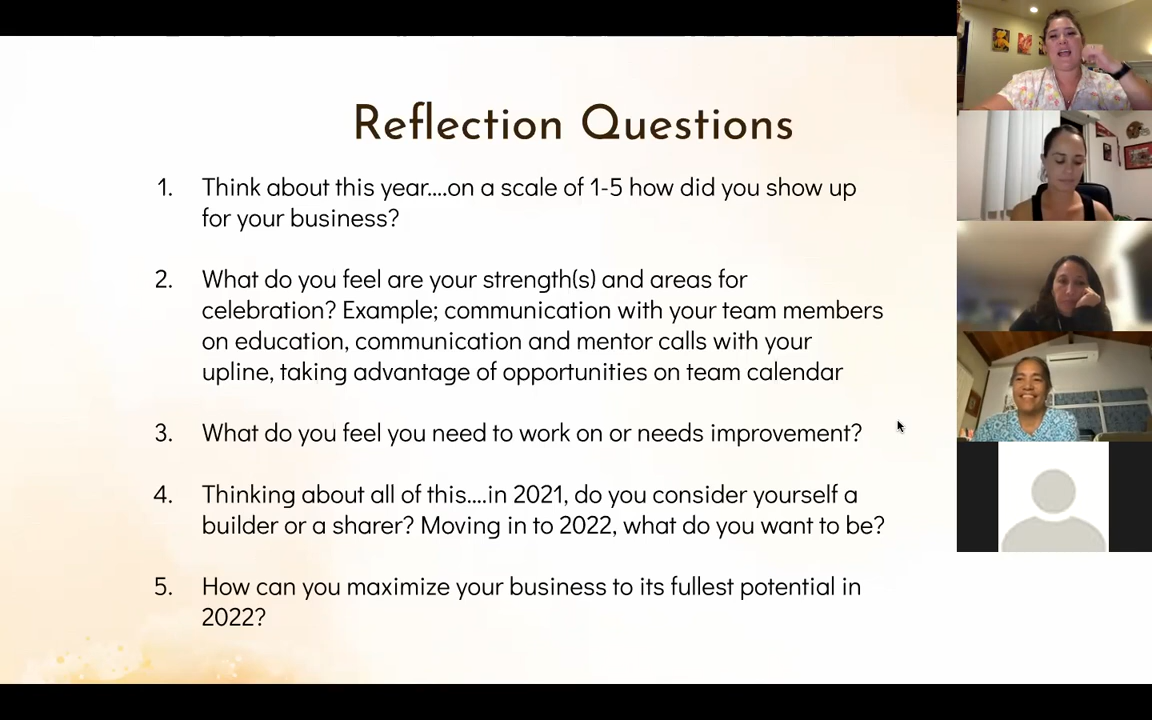 Reflection Questions
1. Think about this year....on a scale of 1-5 how did you show up
for your business?
2. What do you feel are your strength(s) and areas for
celebration? Example; communication with your team members
on education, communication and mentor calls with your
upline, taking advantage of opportunities on team calendar
3. What do you feel you need to work on or needs improvement?
4. Thinking about all of this....in 2021, do you consider yourself a
builder or a sharer? Moving in to 2022, what do you want to be?
5. How can you maximize your business to its fullest potential in
2022?